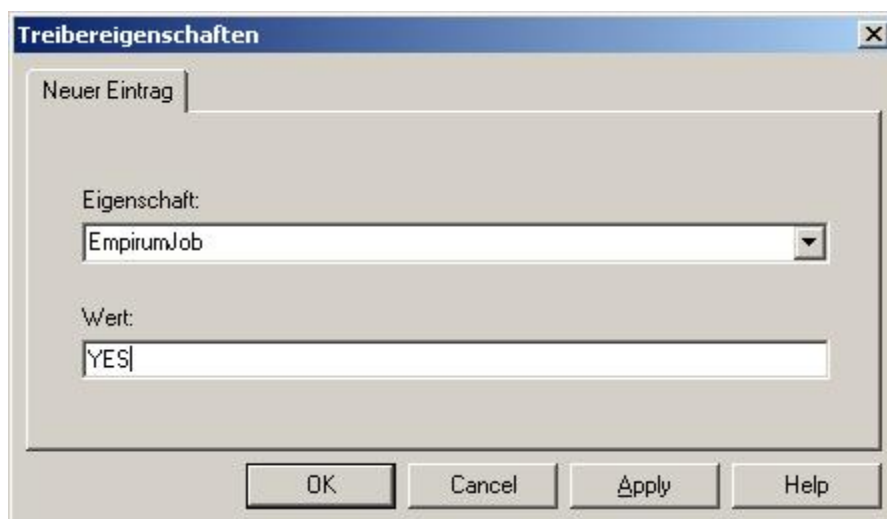 Treibereigenschaften
Neuer Eintrag
Eigenschaft:
EmpirumJob
Wert:
YES
OK Cancel Apply Help